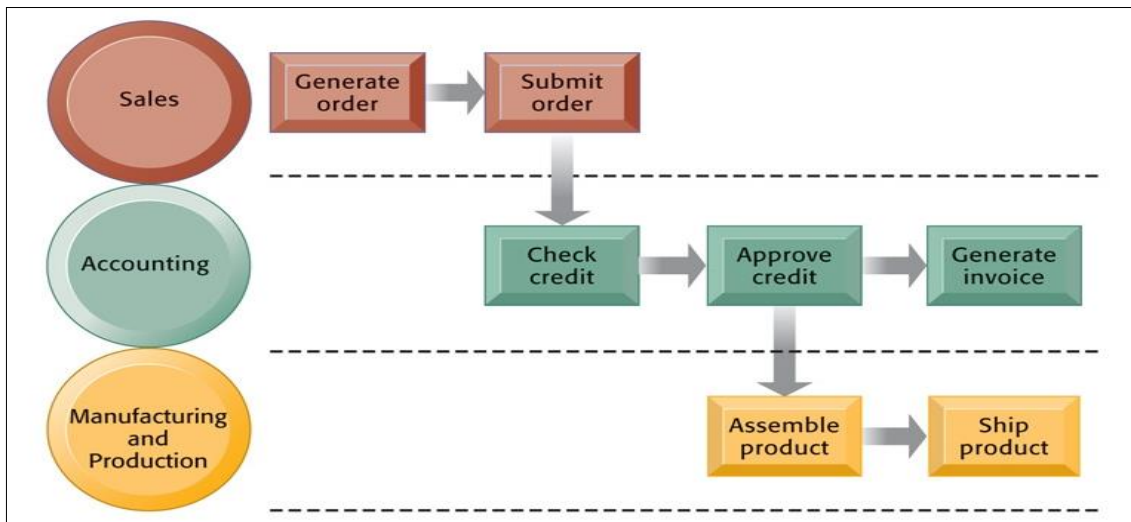 Sales
Generate
order
Submit
order
Accounting
Check
credit
Approve
credit
Generate
invoice
Manufacturing
and
Production
Assemble
product
Ship
product